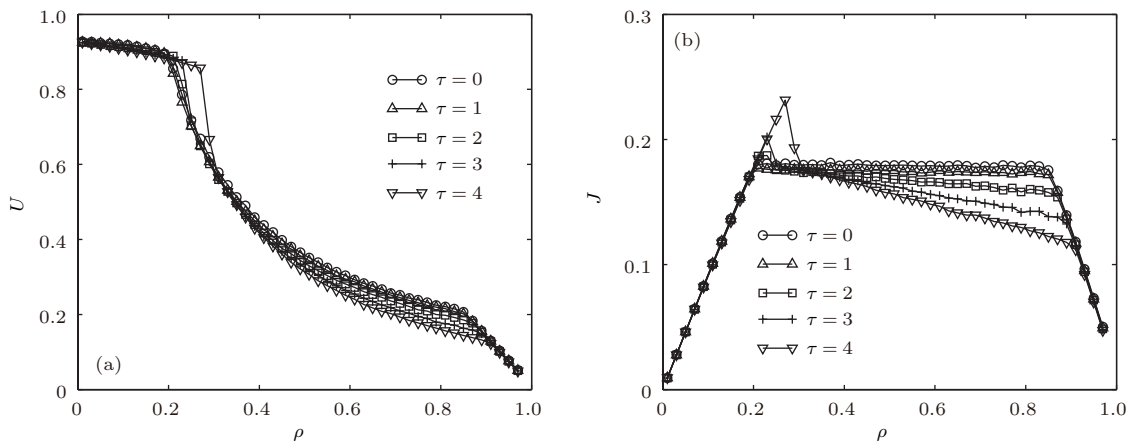 1.0
0.8
0.6
0.4
0.2
0
U
0
0.2
0.4
0.6
0.8
1.0
ρ
(a)
τ = 0
τ = 1
τ = 2
τ = 3
τ = 4
0.3
0.2
0.1
0
J
0
0.2
0.4
0.6
0.8
1.0
ρ
(b)
τ = 0
τ = 1
τ = 2
τ = 3
τ = 4